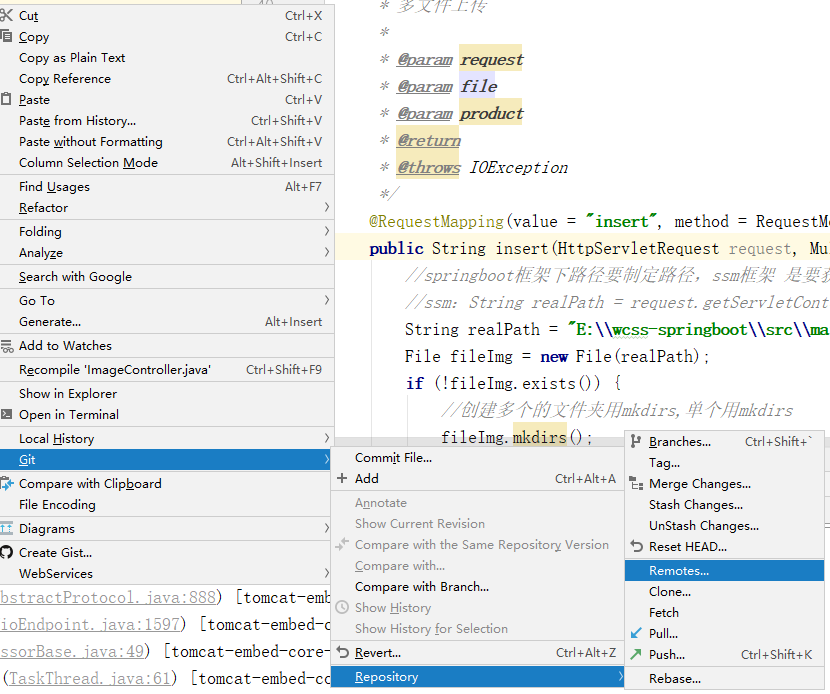 Cut Ctrl+X
Copy Ctrl+C
Copy as Plain Text
Copy Reference Ctrl+Alt+Shift+C
Paste Ctrl+V
Paste from History... Ctrl+Shift+V
Paste without Formatting Ctrl+Alt+Shift+V
Column Selection Mode Alt+Shift+Insert
Find Usages Alt+F7
Refactor
Folding
Analyze
Search with Google
Go To
Generate... Alt+Insert
Add to Watches
Recompile 'ImageController.java' Ctrl+Shift+F9
Show in Explorer
Open in Terminal
Local History
Git
Compare with Clipboard
File Encoding
Diagrams
Create Gist...
WebServices
* 多文件上传
*
* @param request
* @param file
* @param product
* @return
* @throws IOException
*/
@RequestMapping(value = "insert", method = RequestM
public String insert(HttpServletRequest request, Mul
//springboot框架下路径要制定路径，ssm框架 是要
//ssm：String realPath = request.getServletCont
String realPath = "E:\\wcss-springboot\\src\\ma
File fileImg = new File(realPath);
if (!fileImg.exists()) {
//创建多个的文件夹用mkdirs,单个用mkdirs
fileImg.mkdirs();
Commit File...
Add Ctrl+Alt+A
Annotate
Show Current Revision
Compare with the Same Repository Version
Compare with...
Compare with Branch...
Show History
Show History for Selection
Revert... Ctrl+Alt+Z
Repository
Branches... Ctrl+Shift+`
Tag...
Merge Changes...
Stash Changes...
UnStash Changes...
Reset HEAD...
Remotes...
Clone...
Fetch
Pull...
Push... Ctrl+Shift+K
Rebase...
bstractProtocol.java:888) [tomcat-emb
ioEndpoint.java:1597) [tomcat-embed-c
ssorBase.java:49) [tomcat-embed-core-
(TaskThread.java:61) [tomcat-embed-co